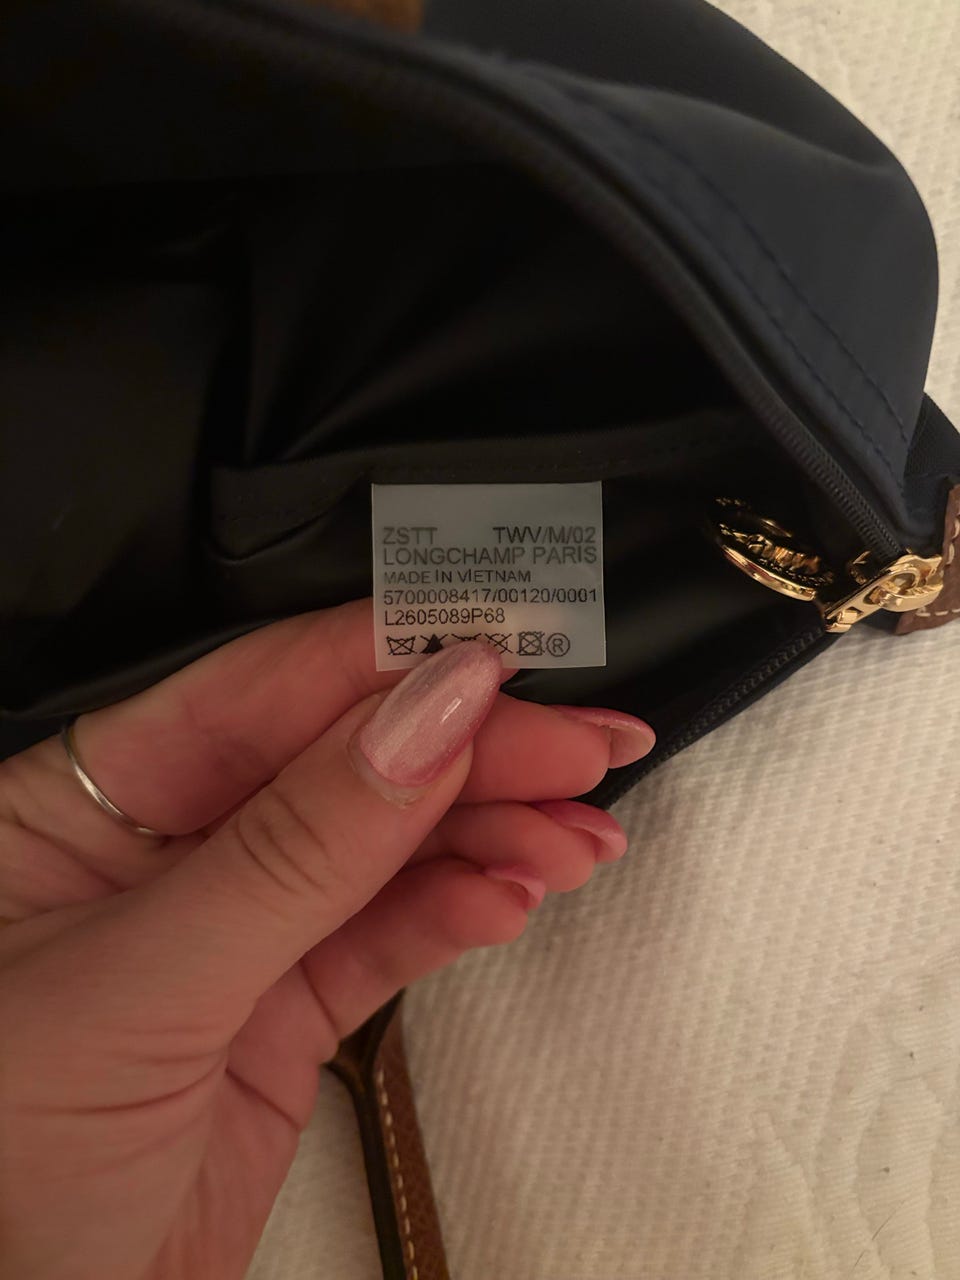 ZSTT TWV/M/02
LONGCHAMP PARIS
MADE IN VIETNAM
5700008417/00120/0001
L2605089P68
®